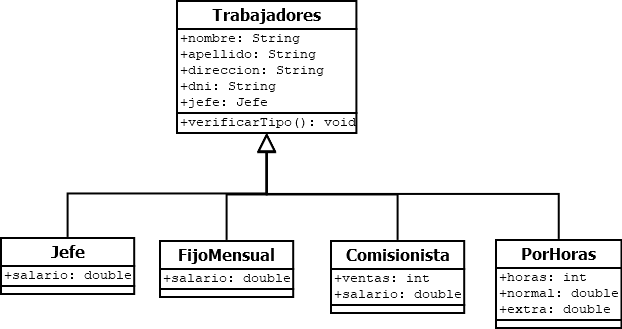 Trabajadores
+nombre: String
+apellido: String
+direccion: String
+dni: String
+jefe: Jefe
+verificarTipo(): void
Jefe
+salario: double
FijoMensual
+salario: double
Comisionista
+ventas: int
+salario: double
PorHoras
+horas: int
+normal: double
+extra: double